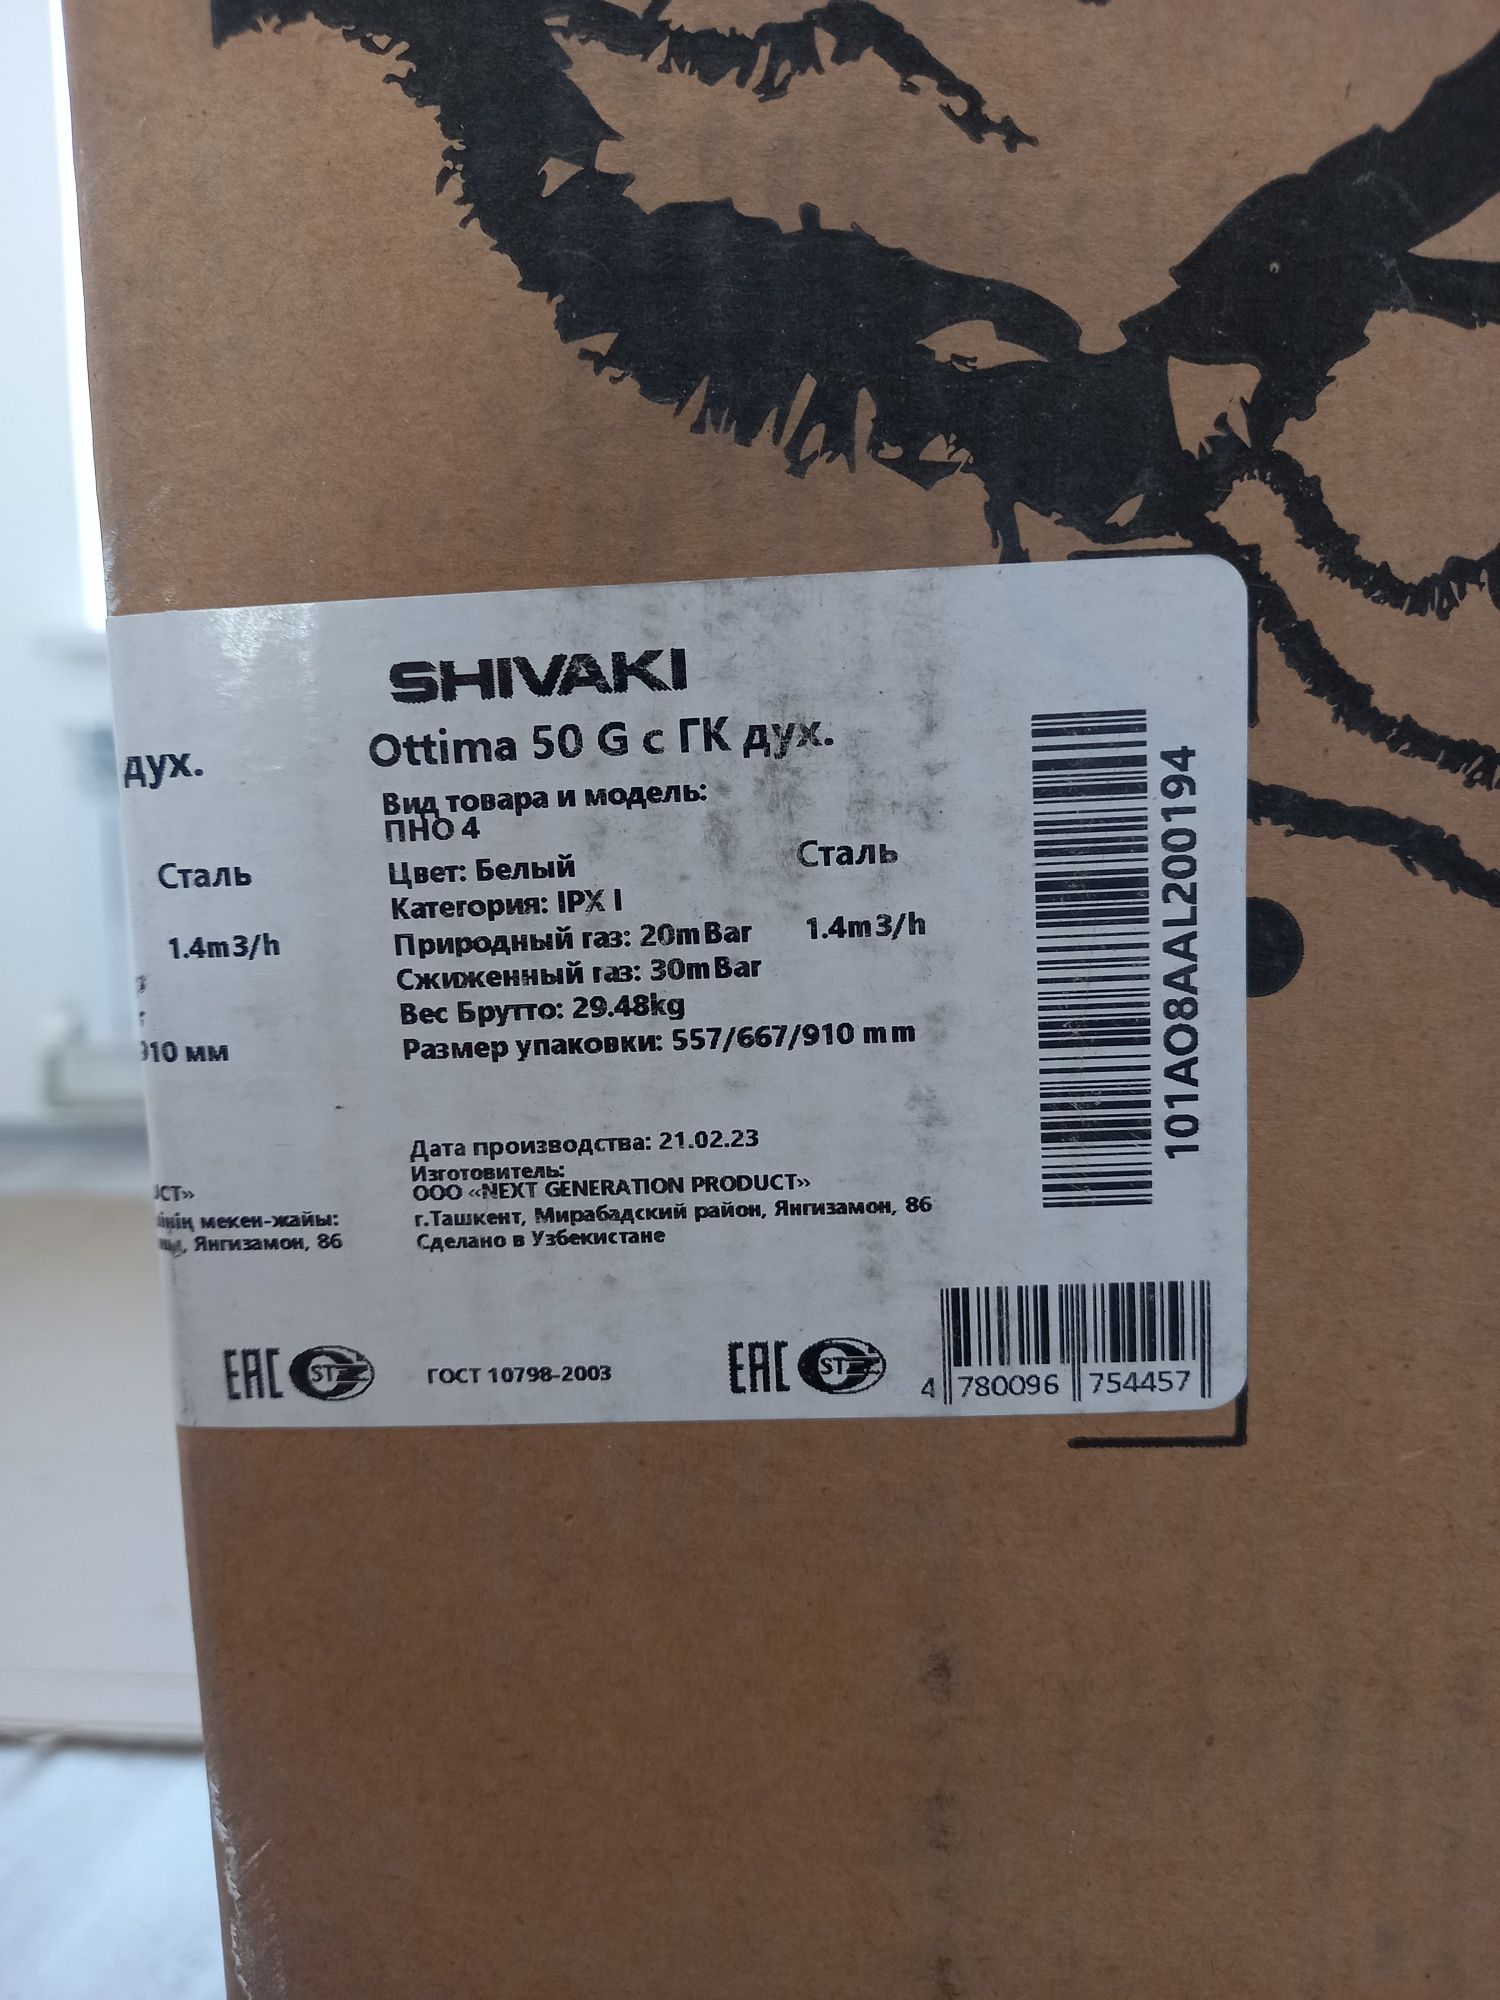 SHIVAKI
Ottima 50 G с ГК дух.
Вид товара и модель:
ПНО 4
Цвет: Белый Сталь
Категория: IPX I
Природный газ: 20mBar 1.4m3/h
Сжиженный газ: 30mBar
Вес Брутто: 29.48kg
Размер упаковки: 557/667/910 mm
Дата производства: 21.02.23
Изготовитель:
ООО «NEXT GENERATION PRODUCT»
г.Ташкент, Мирабадский район, Янгизамон, 86
Сделано в Узбекистане
ГОСТ 10798-2003
EAC ST
4 780096 754457
101AO8AAL200194
дух.
Сталь
1.4m3/h
910 мм
мекен-жайы:
Янгизамон, 86
EAC ST